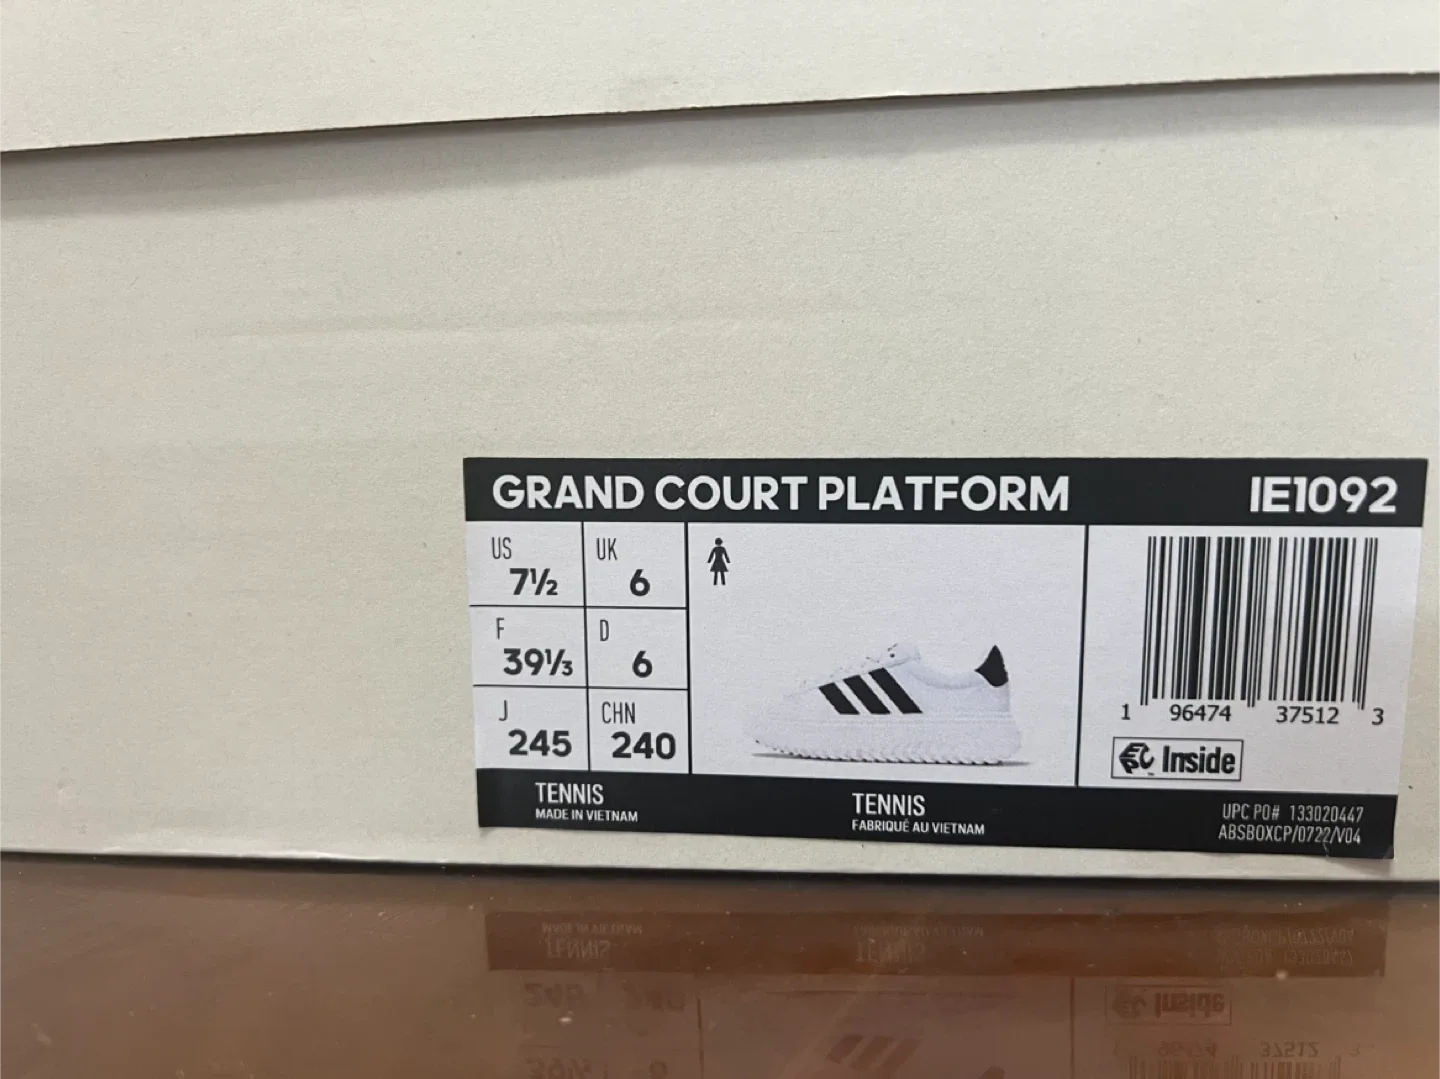 GRAND COURT PLATFORM IE1092
US 7½ UK 6
F 39⅓ D 6
J 245 CHN 240
1 96474 37512 3
EPC Inside
TENNIS
MADE IN VIETNAM
TENNIS
FABRIQUÉ AU VIETNAM
UPC PO# 133020447
ABSBOXCP/0722/V04